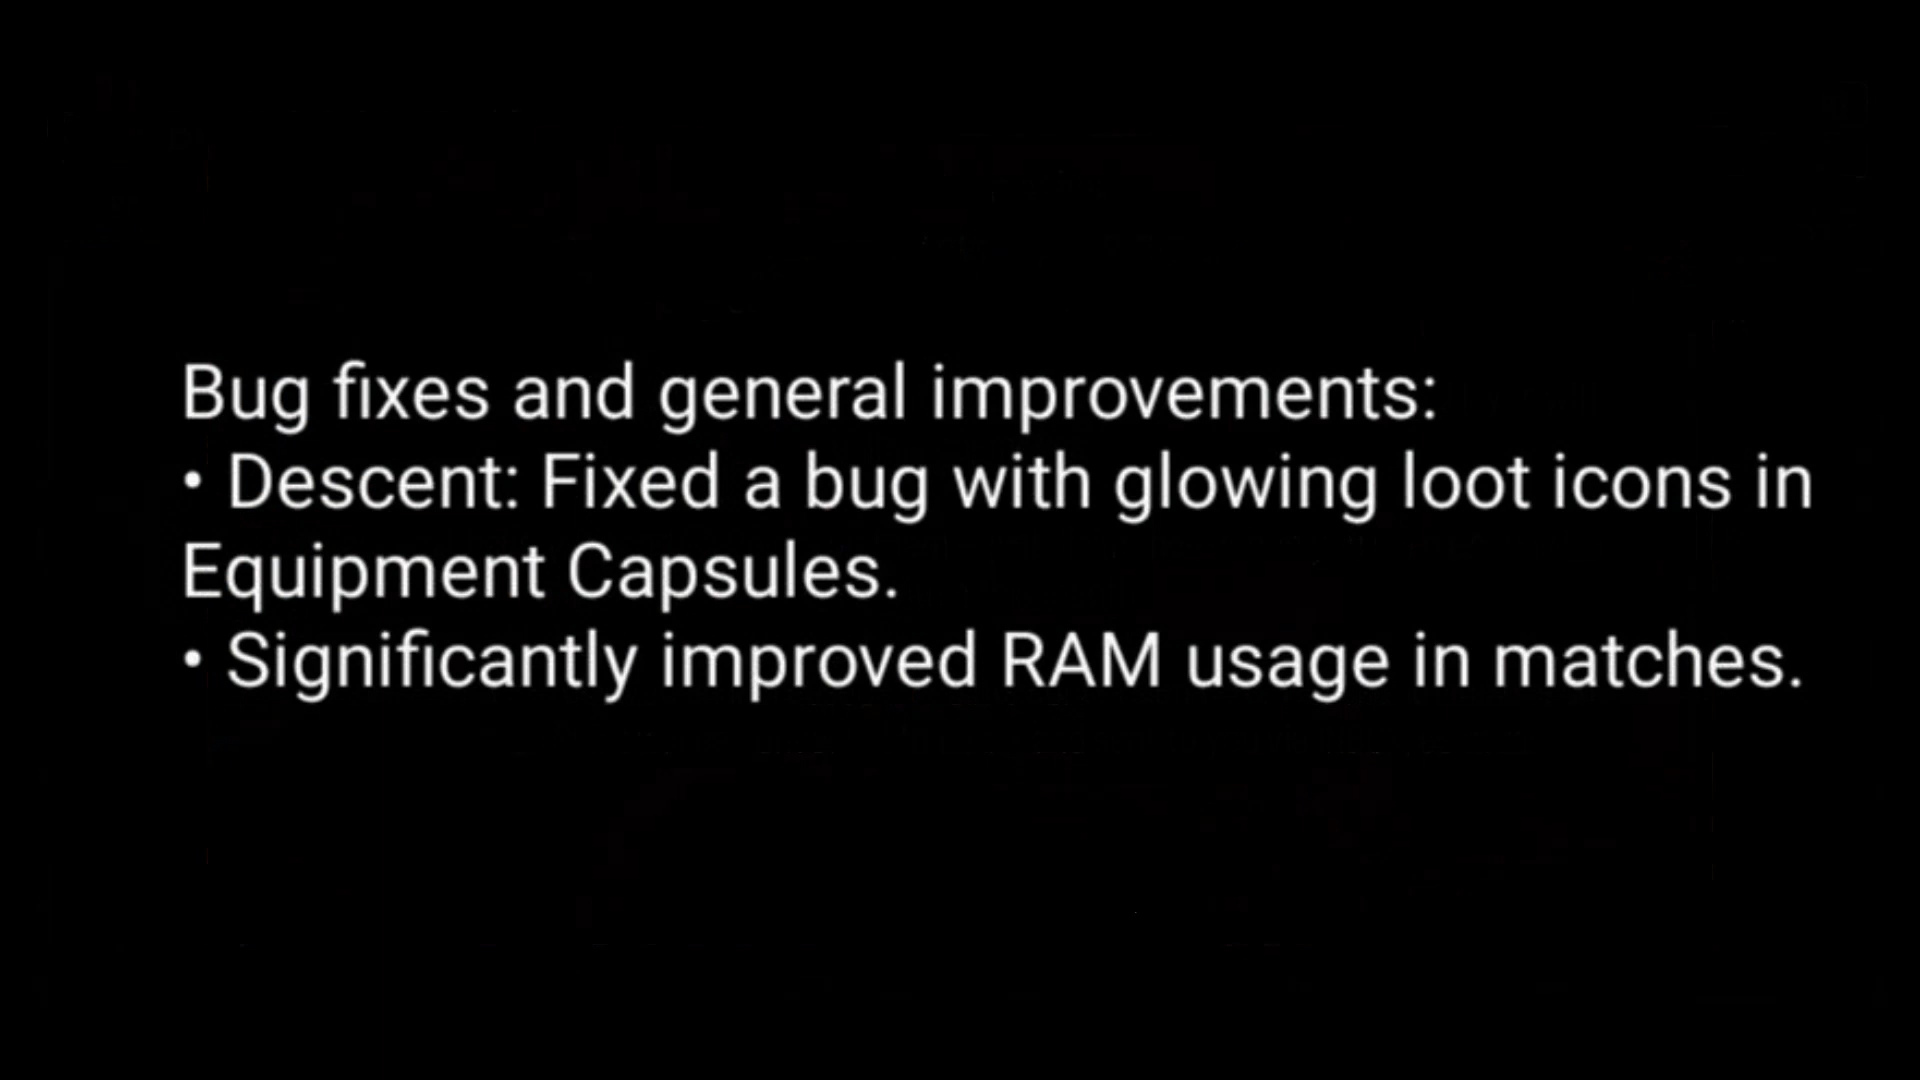 Bug fixes and general improvements:
• Descent: Fixed a bug with glowing loot icons in
Equipment Capsules.
• Significantly improved RAM usage in matches.